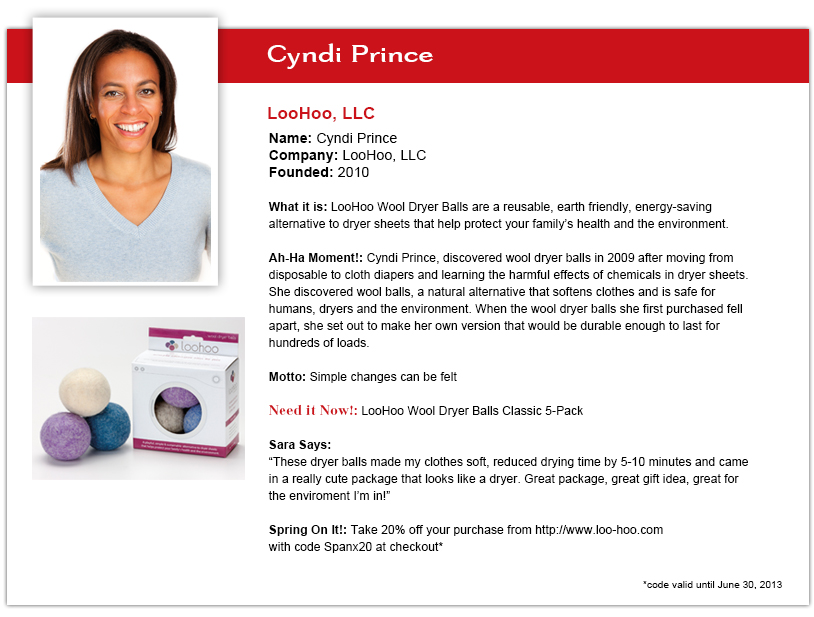 Cyndi Prince
LooHoo, LLC
Name: Cyndi Prince
Company: LooHoo, LLC
Founded: 2010
What it is: LooHoo Wool Dryer Balls are a reusable, earth friendly, energy-saving
alternative to dryer sheets that help protect your family’s health and the environment.
Ah-Ha Moment!: Cyndi Prince, discovered wool dryer balls in 2009 after moving from
disposable to cloth diapers and learning the harmful effects of chemicals in dryer sheets.
She discovered wool balls, a natural alternative that softens clothes and is safe for
humans, dryers and the environment. When the wool dryer balls she first purchased fell
apart, she set out to make her own version that would be durable enough to last for
hundreds of loads.
Motto: Simple changes can be felt
Need it Now!: LooHoo Wool Dryer Balls Classic 5-Pack
Sara Says:
“These dryer balls made my clothes soft, reduced drying time by 5-10 minutes and came
in a really cute package that looks like a dryer. Great package, great gift idea, great for
the enviroment I’m in!”
Spring On It!: Take 20% off your purchase from http://www.loo-hoo.com
with code Spanx20 at checkout*
*code valid until June 30, 2013
wool dryer balls
loohoo